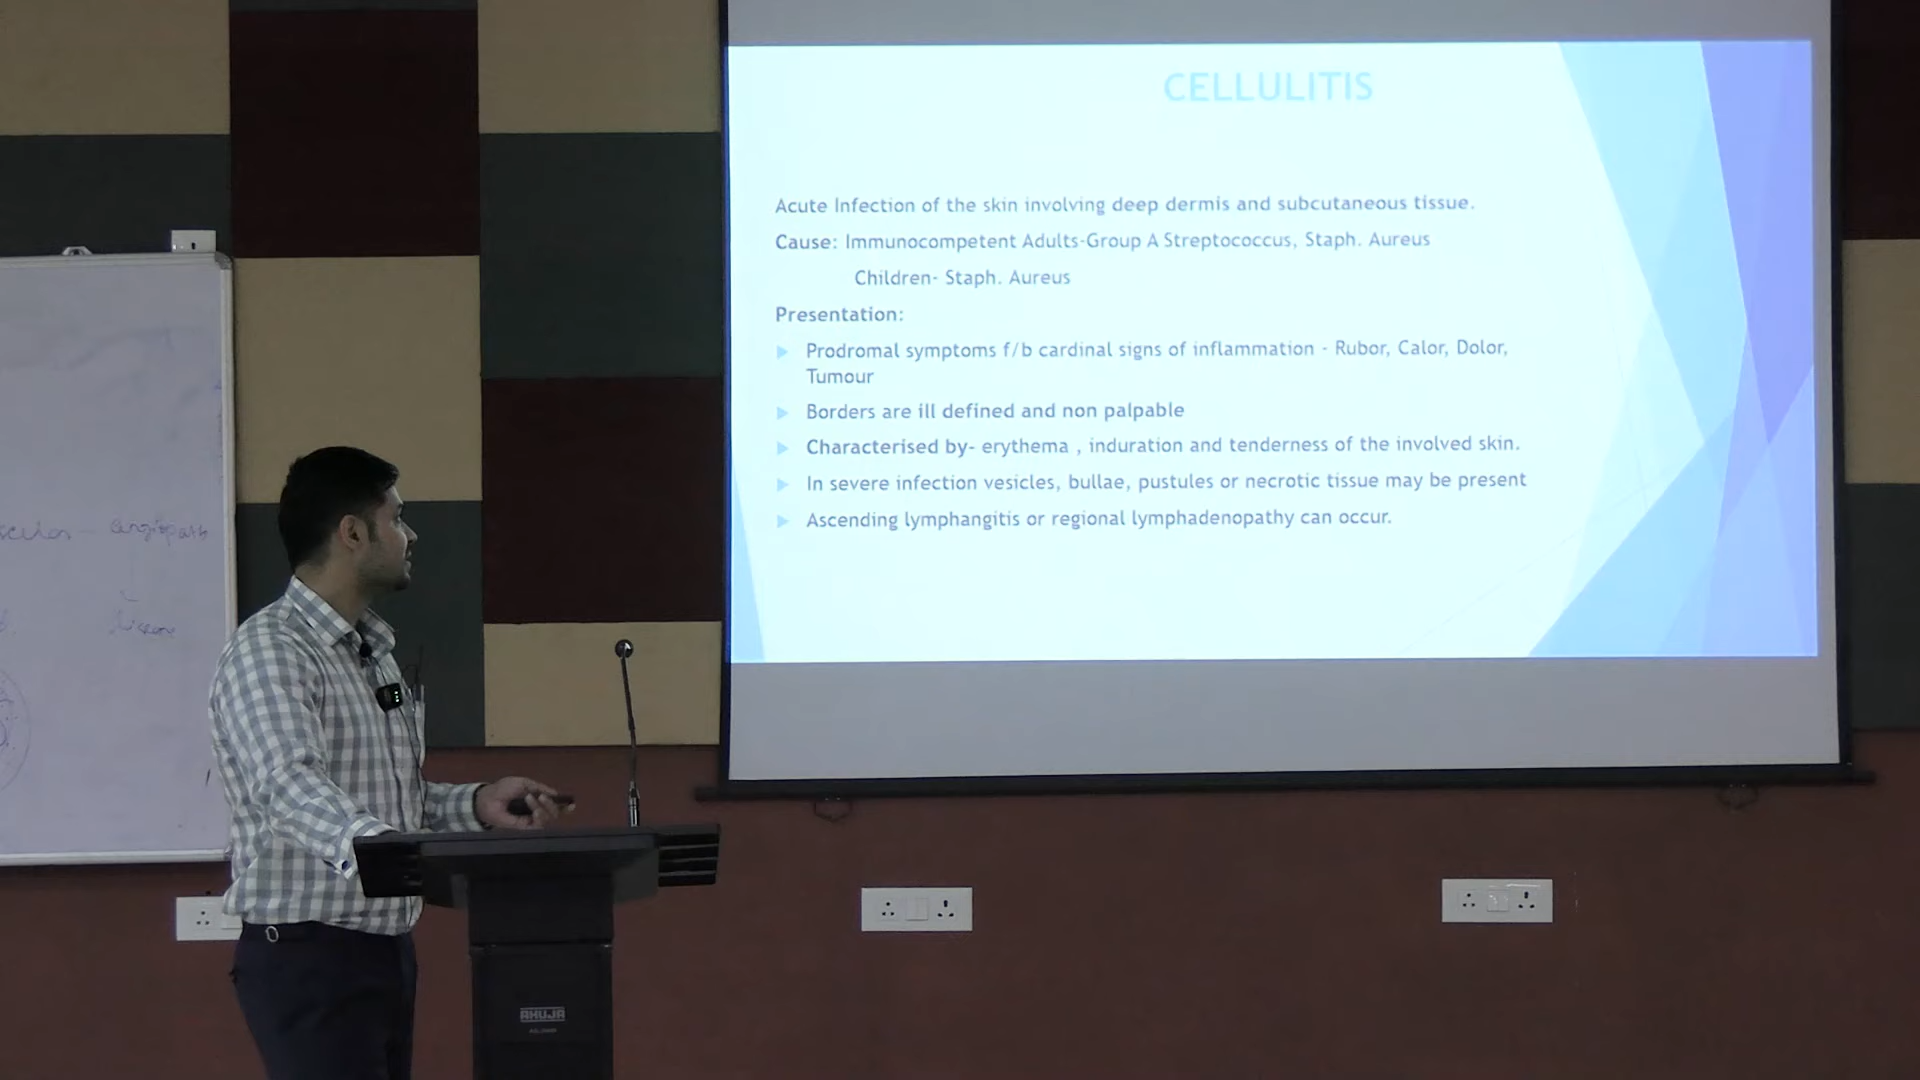 CELLULITIS
Acute Infection of the skin involving deep dermis and subcutaneous tissue.
Cause: Immunocompetent Adults-Group A Streptococcus, Staph. Aureus
Children- Staph. Aureus
Presentation:
Prodromal symptoms f/b cardinal signs of inflammation - Rubor, Calor, Dolor,
Tumour
Borders are ill defined and non palpable
Characterised by- erythema , induration and tenderness of the involved skin.
In severe infection vesicles, bullae, pustules or necrotic tissue may be present
Ascending lymphangitis or regional lymphadenopathy can occur.
AHUJA